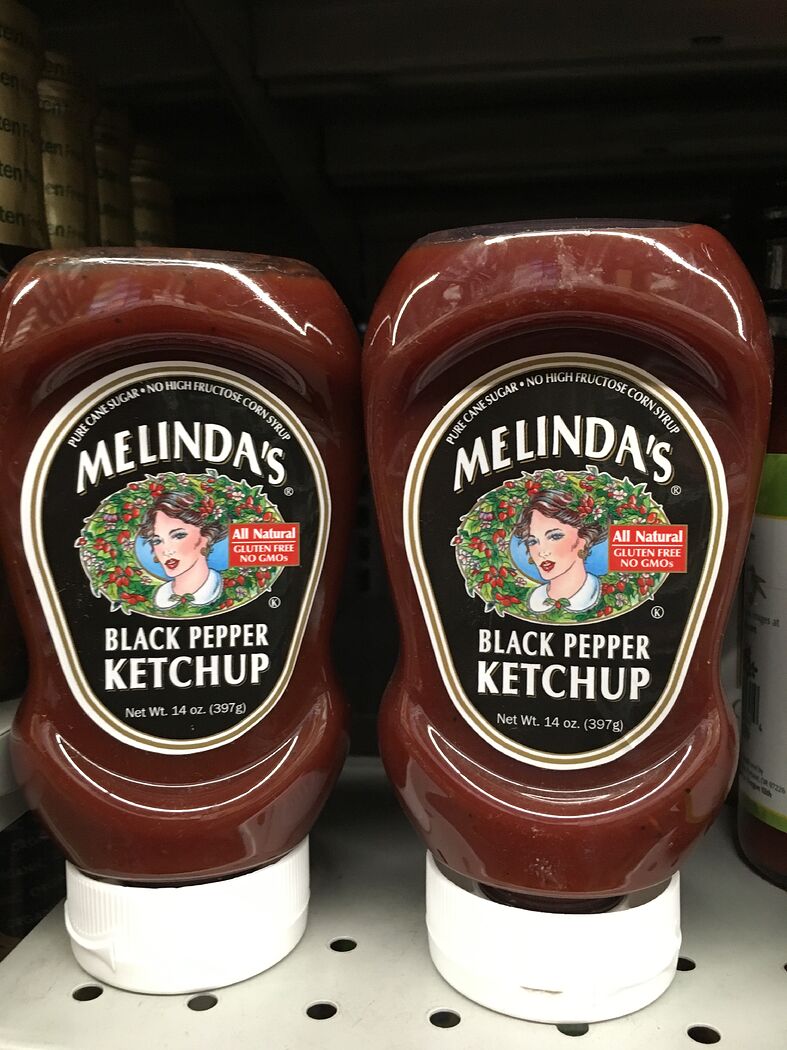 PURE CANE SUGAR • NO HIGH FRUCTOSE CORN SYRUP
MELINDA'S ®
All Natural
GLUTEN FREE
NO GMOs
K
BLACK PEPPER
KETCHUP
Net Wt. 14 oz. (397g)
PURE CANE SUGAR • NO HIGH FRUCTOSE CORN SYRUP
MELINDA'S ®
All Natural
GLUTEN FREE
NO GMOs
K
BLACK PEPPER
KETCHUP
Net Wt. 14 oz. (397g)